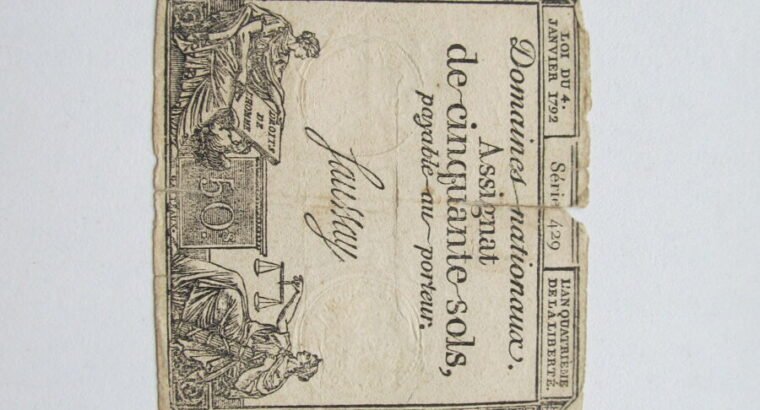 LOI DU 4.
JANVIER 1792
Série 429
L'AN QUATRIÈME
DE LA LIBERTÉ.
Domaines nationaux.
Assignat
de cinquante sols,
payable au porteur.
Saussay
DROITS
DE
L'HOMME
50